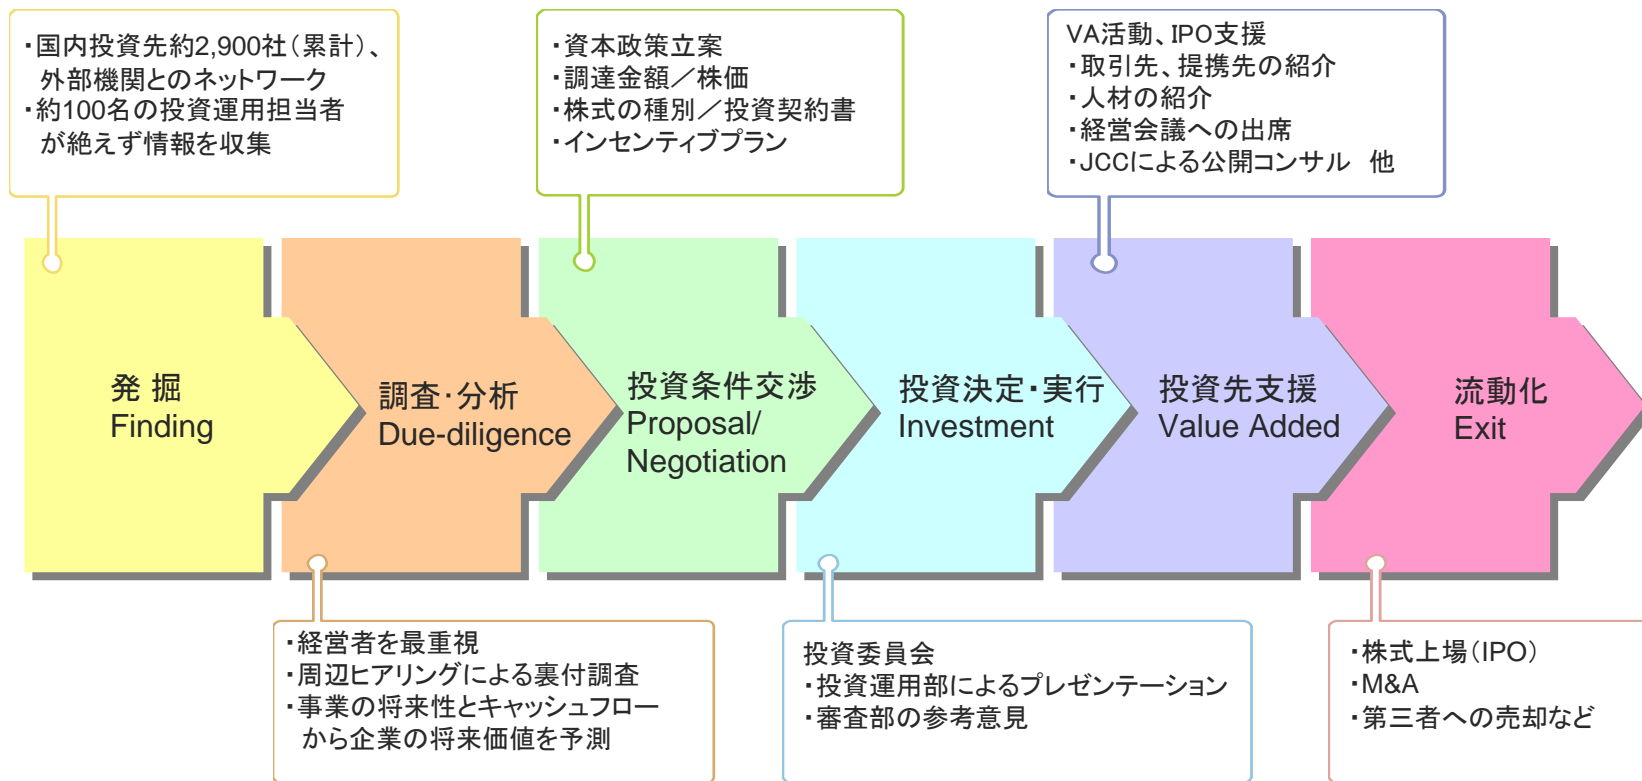 ・国内投資先約2,900社（累計）、
外部機関とのネットワーク
・約100名の投資運用担当者
が絶えず情報を収集
・資本政策立案
・調達金額／株価
・株式の種別／投資契約書
・インセンティブプラン
VA活動、IPO支援
・取引先、提携先の紹介
・人材の紹介
・経営会議への出席
・JCCによる公開コンサル　他
発 掘
Finding
調査・分析
Due-diligence
投資条件交渉
Proposal/
Negotiation
投資決定・実行
Investment
投資先支援
Value Added
流動化
Exit
・経営者を最重視
・周辺ヒアリングによる裏付調査
・事業の将来性とキャッシュフロー
から企業の将来価値を予測
投資委員会
・投資運用部によるプレゼンテーション
・審査部の参考意見
・株式上場（IPO）
・M&A
・第三者への売却など